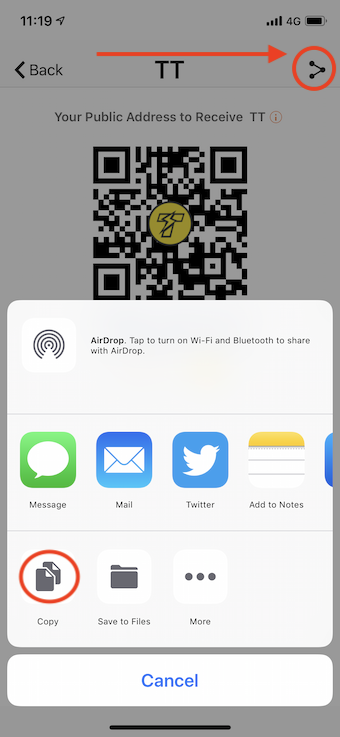 11:19
4G
Back
TT
Your Public Address to Receive TT
AirDrop. Tap to turn on Wi-Fi and Bluetooth to share
with AirDrop.
Message
Mail
Twitter
Add to Notes
Copy
Save to Files
More
Cancel